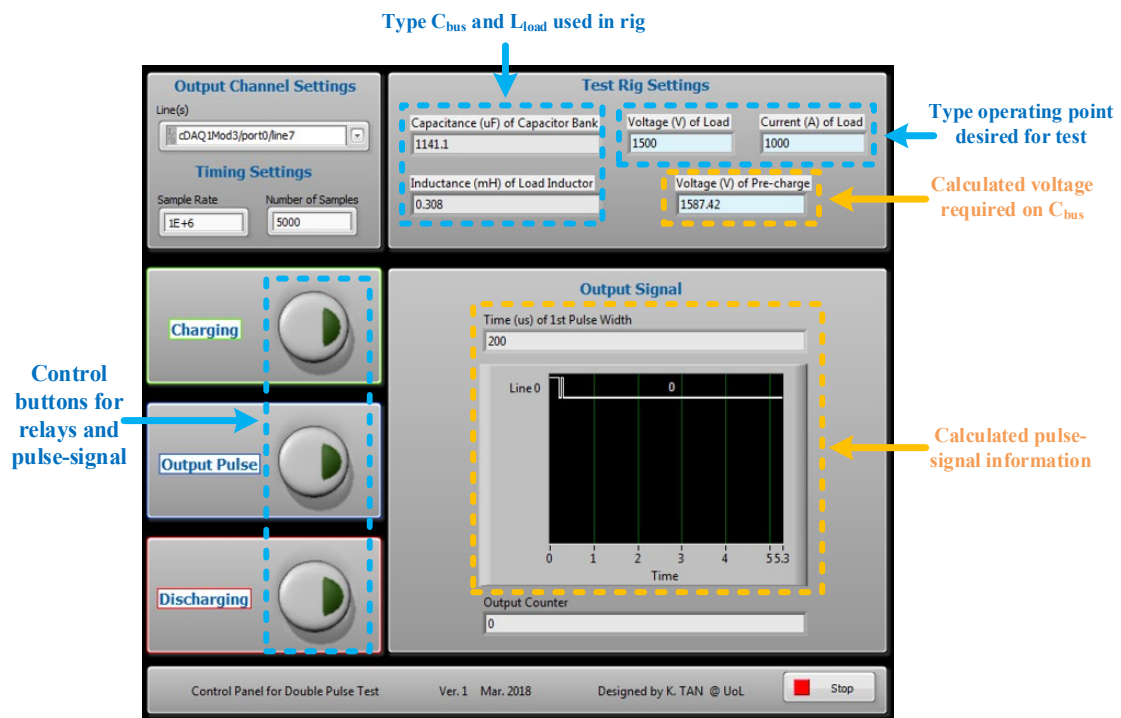 Type Cbus and Lload used in rig
Output Channel Settings
Line(s)
cDAQ1Mod3/port0/line7
Timing Settings
Sample Rate
Number of Samples
1E+6
5000
Test Rig Settings
Capacitance (uF) of Capacitor Bank
1141.1
Voltage (V) of Load
1500
Current (A) of Load
1000
Inductance (mH) of Load Inductor
0.308
Voltage (V) of Pre-charge
1587.42
Type operating point
desired for test
Calculated voltage
required on Cbus
Charging
Output Pulse
Discharging
Control
buttons for
relays and
pulse-signal
Output Signal
Time (us) of 1st Pulse Width
200
Line 0
0
0 1 2 3 4 5 5.3
Time
Output Counter
0
Calculated pulse-
signal information
Control Panel for Double Pulse Test Ver. 1 Mar. 2018 Designed by K. TAN @ UoL
Stop